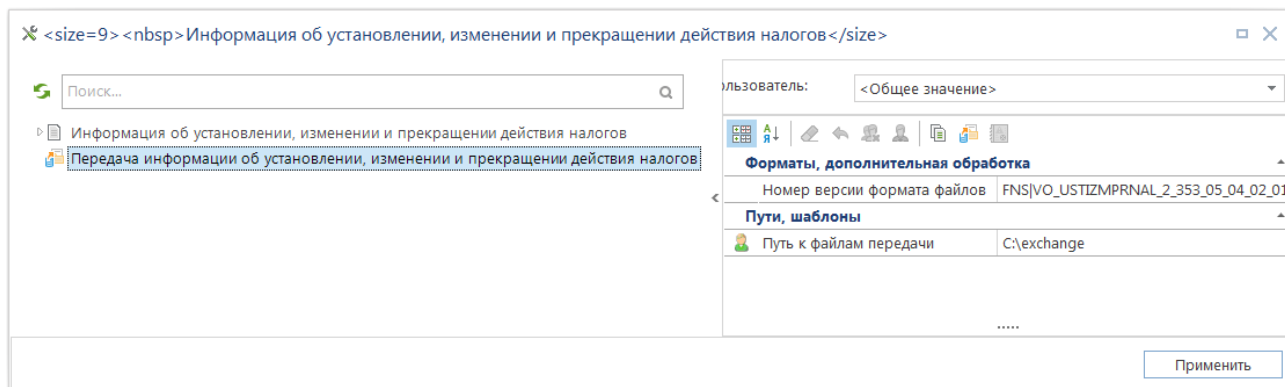 <size=9><nbsp>Информация об установлении, изменении и прекращении действия налогов</size>
Поиск...
ользователь:
<Общее значение>
Информация об установлении, изменении и прекращении действия налогов
Передача информации об установлении, изменении и прекращении действия налогов
Форматы, дополнительная обработка
Номер версии формата файлов FNS|VO_USTIZMPRNAL_2_353_05_04_02_01
Пути, шаблоны
Путь к файлам передачи C:\exchange
Применить